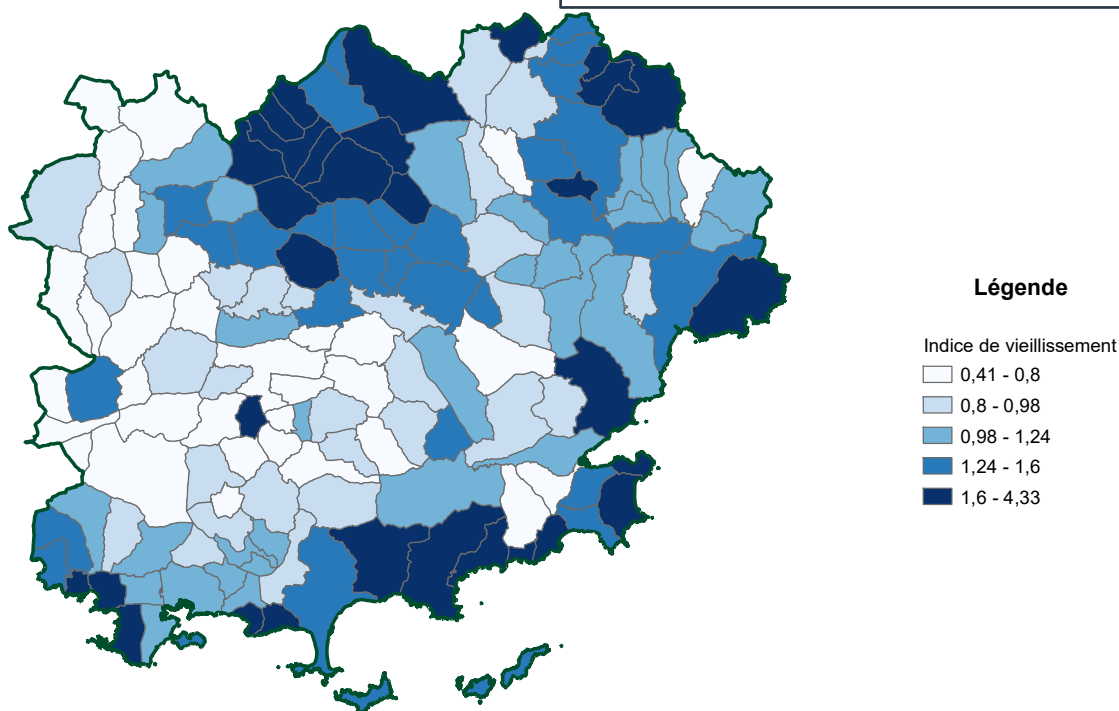 Légende
Indice de vieillissement
0,41 - 0,8
0,8 - 0,98
0,98 - 1,24
1,24 - 1,6
1,6 - 4,33